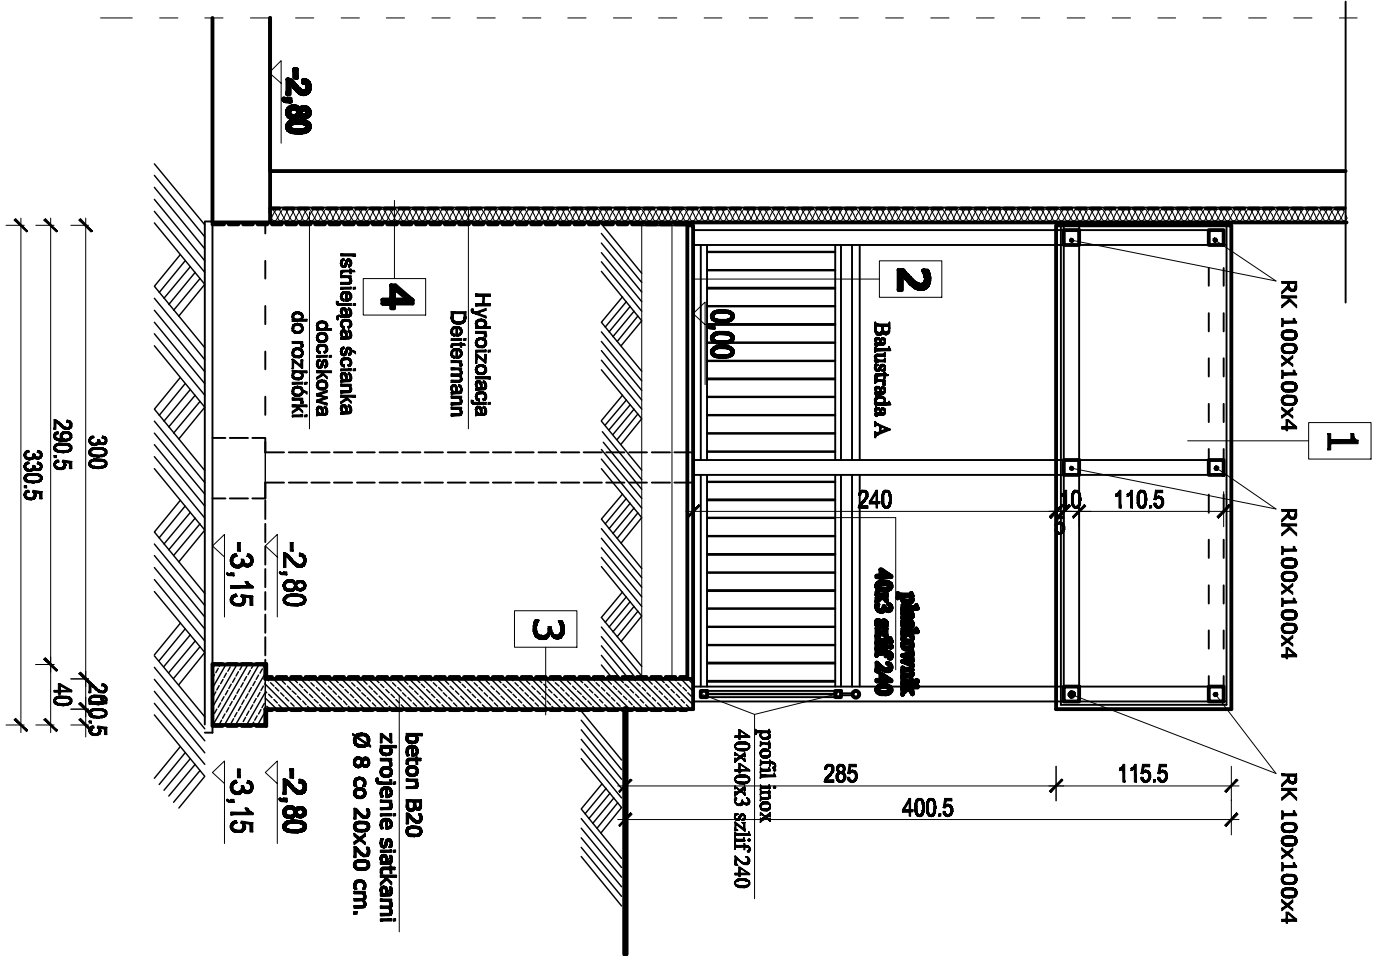 RK 100x100x4
RK 100x100x4
RK 100x100x4
1
110.5
10
240
115.5
285
400.5
2
Balustrada A
płaskownik
40x3 szlif 240
0,00
profil inox
40x40x3 szlif 240
3
Hydroizolacja
Deitermann
4
Istniejąca ścianka
dociskowa
do rozbiórki
beton B20
zbrojenie siatkami
Ø 8 co 20x20 cm.
-2,80
-2,80
-3,15
-2,80
-3,15
300
20
10.5
290.5
40
330.5